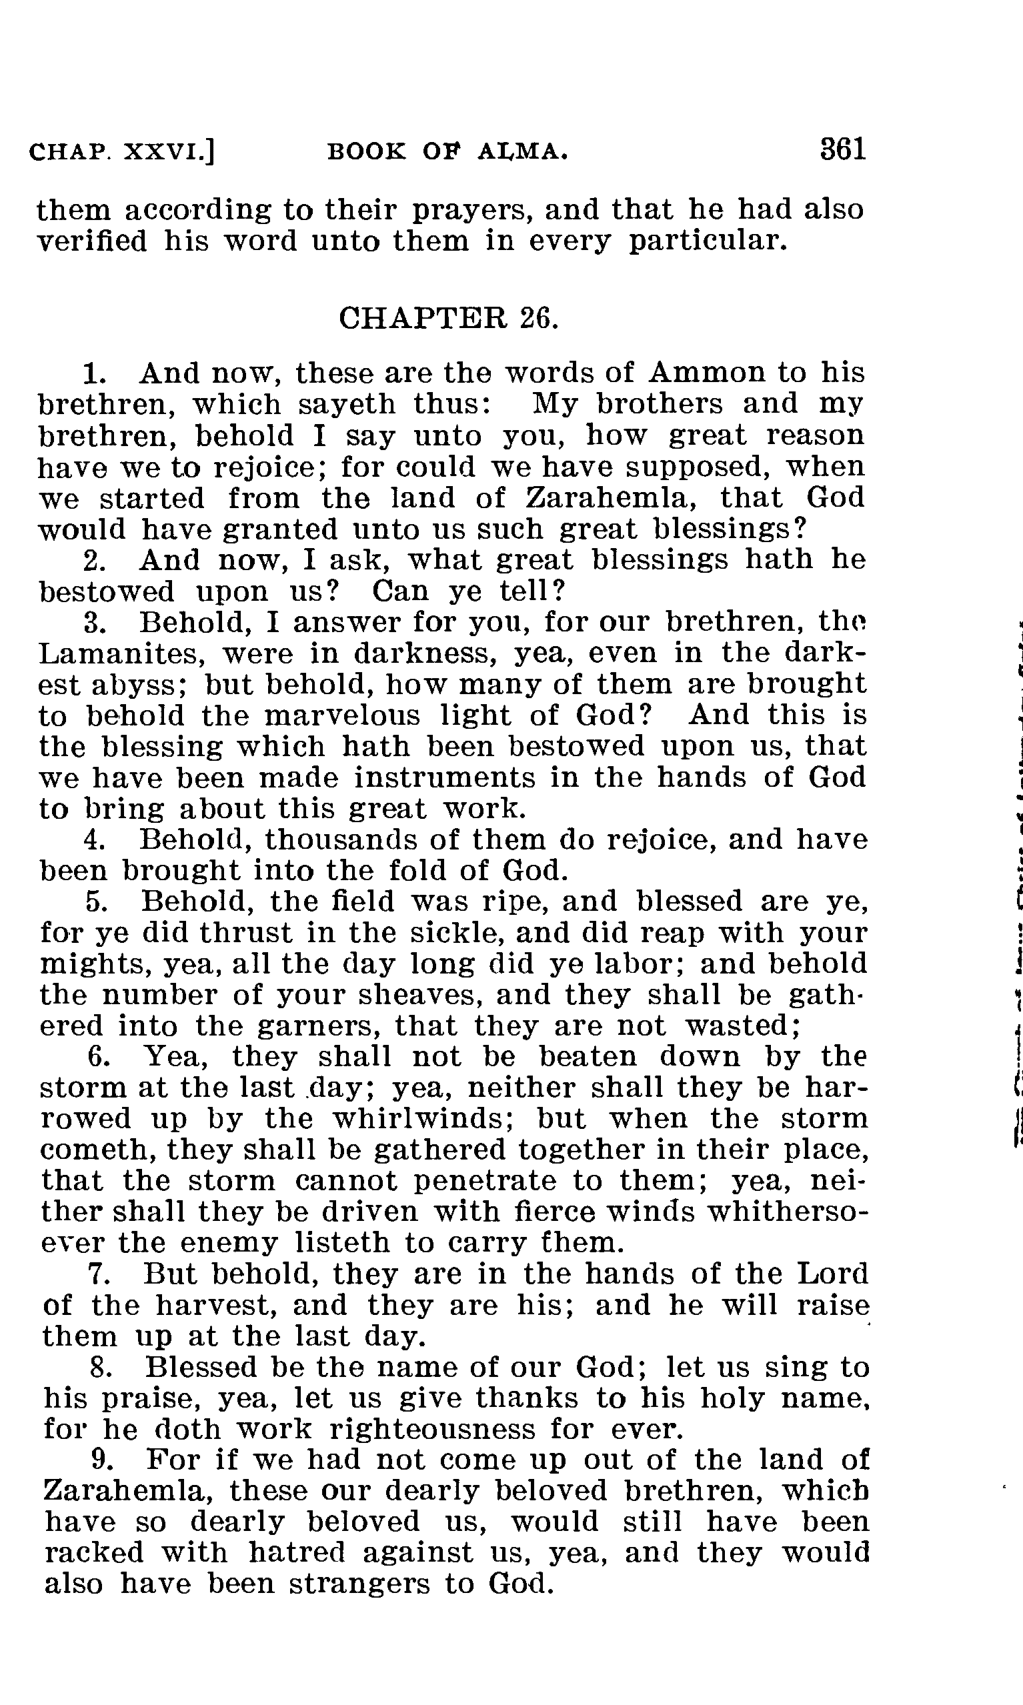 CHAP. XXVI.] BOOK OF ALMA. 361
them according to their prayers, and that he had also
verified his word unto them in every particular.
CHAPTER 26.
1. And now, these are the words of Ammon to his
brethren, which sayeth thus: My brothers and my
brethren, behold I say unto you, how great reason
have we to rejoice; for could we have supposed, when
we started from the land of Zarahemla, that God
would have granted unto us such great blessings?
2. And now, I ask, what great blessings hath he
bestowed upon us? Can ye tell?
3. Behold, I answer for you, for our brethren, the
Lamanites, were in darkness, yea, even in the dark-
est abyss; but behold, how many of them are brought
to behold the marvelous light of God? And this is
the blessing which hath been bestowed upon us, that
we have been made instruments in the hands of God
to bring about this great work.
4. Behold, thousands of them do rejoice, and have
been brought into the fold of God.
5. Behold, the field was ripe, and blessed are ye,
for ye did thrust in the sickle, and did reap with your
mights, yea, all the day long did ye labor; and behold
the number of your sheaves, and they shall be gath-
ered into the garners, that they are not wasted;
6. Yea, they shall not be beaten down by the
storm at the last day; yea, neither shall they be har-
rowed up by the whirlwinds; but when the storm
cometh, they shall be gathered together in their place,
that the storm cannot penetrate to them; yea, nei-
ther shall they be driven with fierce winds whitherso-
ever the enemy listeth to carry them.
7. But behold, they are in the hands of the Lord
of the harvest, and they are his; and he will raise
them up at the last day.
8. Blessed be the name of our God; let us sing to
his praise, yea, let us give thanks to his holy name,
for he doth work righteousness for ever.
9. For if we had not come up out of the land of
Zarahemla, these our dearly beloved brethren, which
have so dearly beloved us, would still have been
racked with hatred against us, yea, and they would
also have been strangers to God.